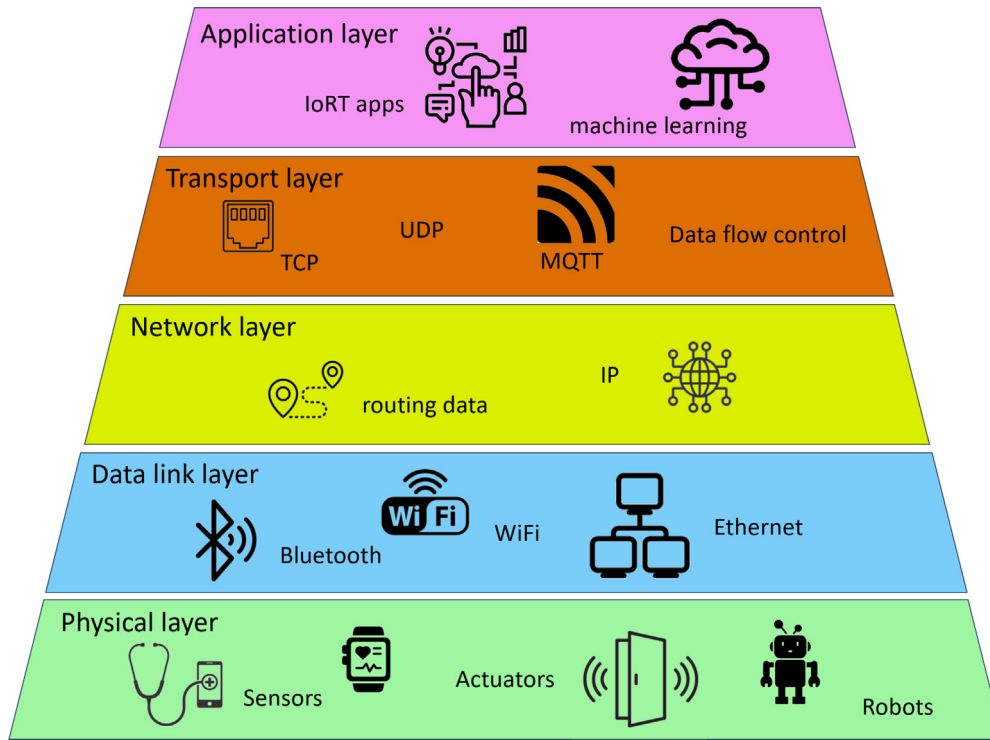 Application layer
IoRT apps
machine learning
Transport layer
TCP
UDP
MQTT
Data flow control
Network layer
routing data
IP
Data link layer
Bluetooth
Wi Fi
WiFi
Ethernet
Physical layer
Sensors
Actuators
Robots